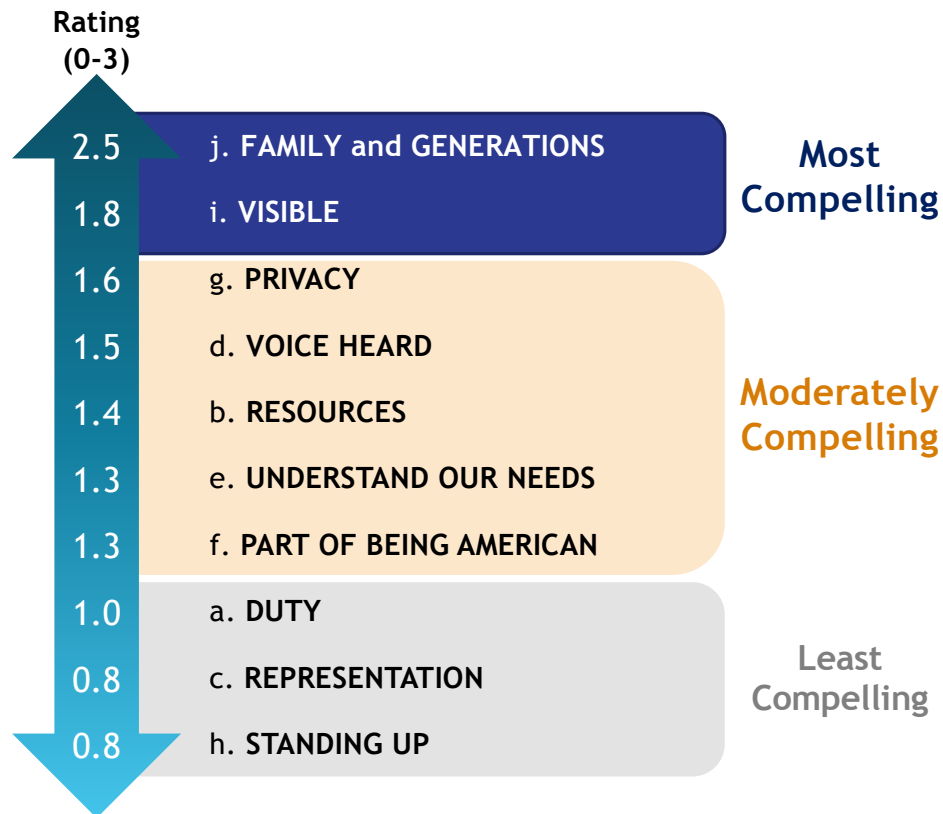 Rating
(0-3)
2.5 j. FAMILY and GENERATIONS
1.8 i. VISIBLE
Most
Compelling
1.6 g. PRIVACY
1.5 d. VOICE HEARD
1.4 b. RESOURCES
1.3 e. UNDERSTAND OUR NEEDS
1.3 f. PART OF BEING AMERICAN
Moderately
Compelling
1.0 a. DUTY
0.8 c. REPRESENTATION
0.8 h. STANDING UP
Least
Compelling